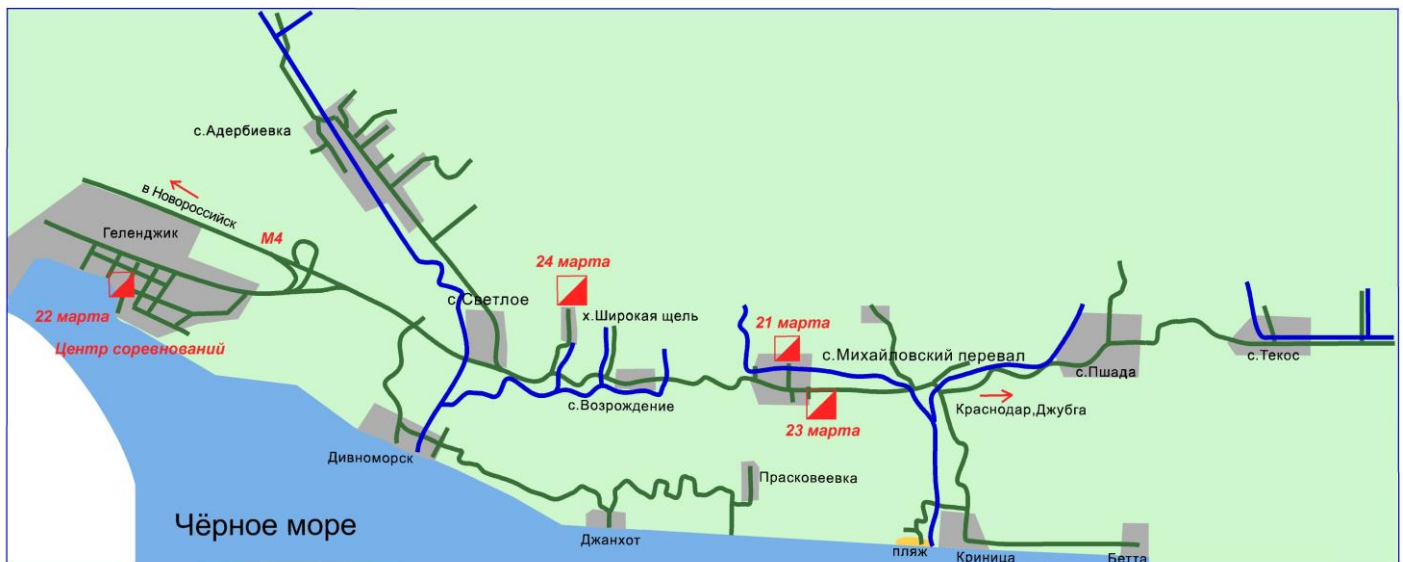 с.Адербиевка
в Новороссийск
Геленджик
М4
24 марта
с.Светлое
22 марта
х.Широкая щель
21 марта
Центр соревнований
с.Михайловский перевал
с.Текос
с.Пшада
с.Возрождение
Краснодар,Джубга
23 марта
Дивноморск
Прасковеевка
Чёрное море
Джанхот
пляж
Криница
Бетта